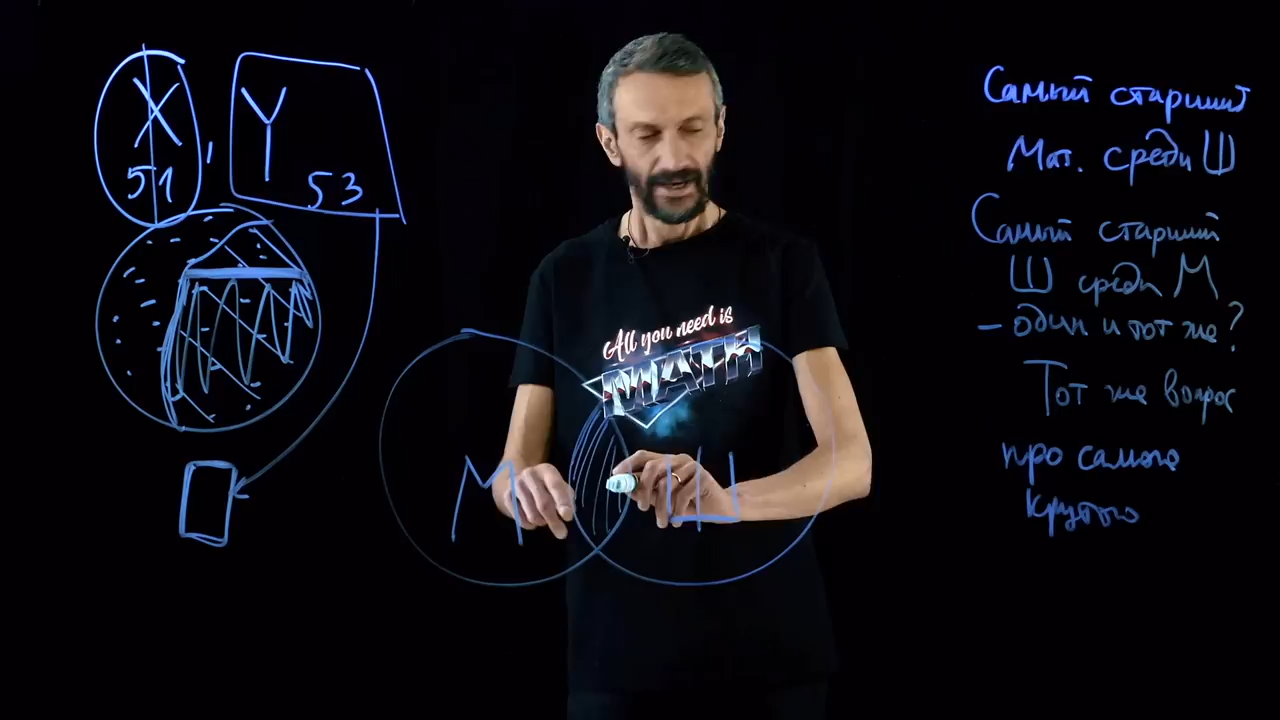 X
51
,
Y
53
All you need is
MATH
М
Ш
Самый старший
Мат. среди Ш
Самый старший
Ш среди М
– один и тот же?
Тот же вопрос
про самого
крутого